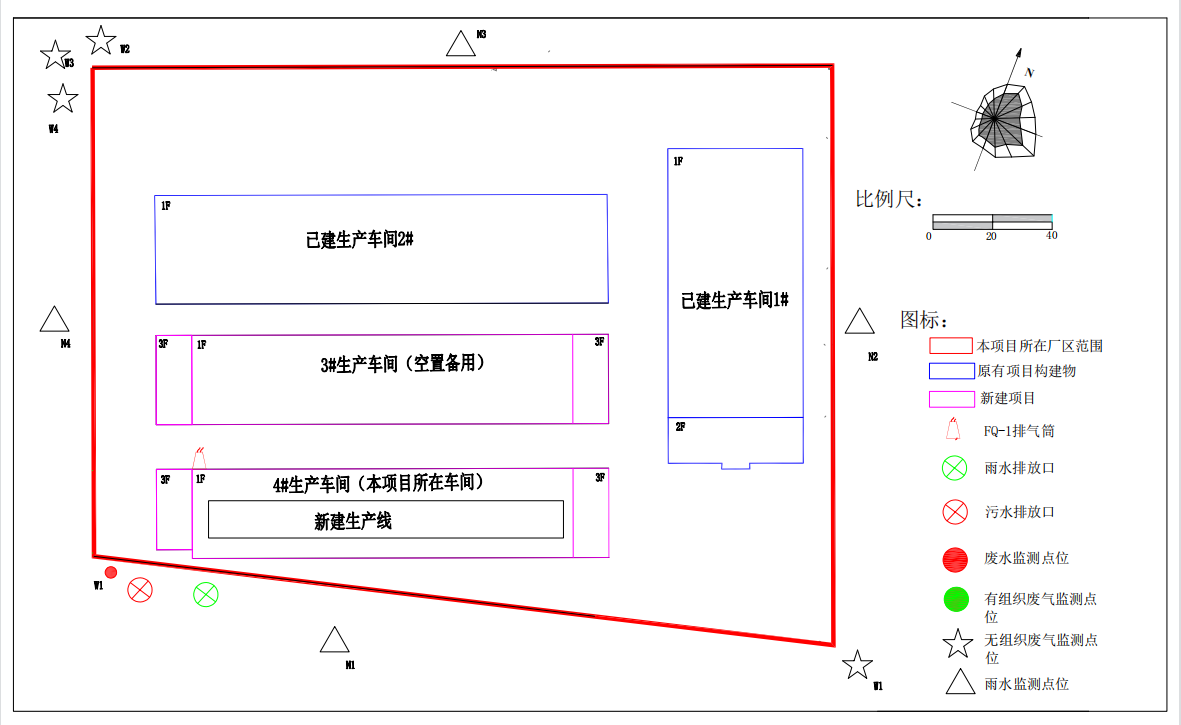 W2
W3
W4
N3
N
1F
已建生产车间2#
1F
已建生产车间1#
2F
比例尺：
0 20 40
3F 1F
3#生产车间（空置备用）
3F
N4
N2
3F 1F
4#生产车间（本项目所在车间）
3F
新建生产线
W1
N1
W1
图标：
本项目所在厂区范围
原有项目构建物
新建项目
FQ-1排气筒
雨水排放口
污水排放口
废水监测点位
有组织废气监测点
位
无组织废气监测点
位
雨水监测点位